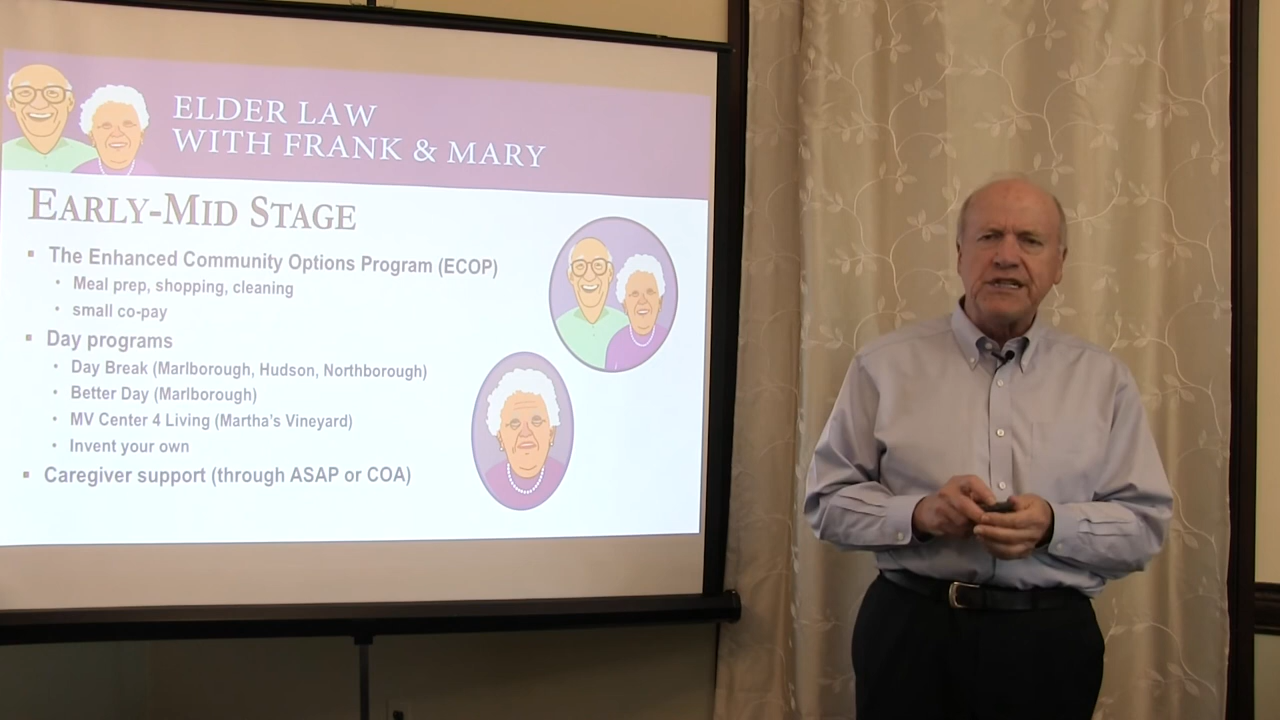 ELDER LAW
WITH FRANK & MARY
EARLY-MID STAGE
The Enhanced Community Options Program (ECOP)
Meal prep, shopping, cleaning
small co-pay
Day programs
Day Break (Marlborough, Hudson, Northborough)
Better Day (Marlborough)
MV Center 4 Living (Martha's Vineyard)
Invent your own
Caregiver support (through ASAP or COA)